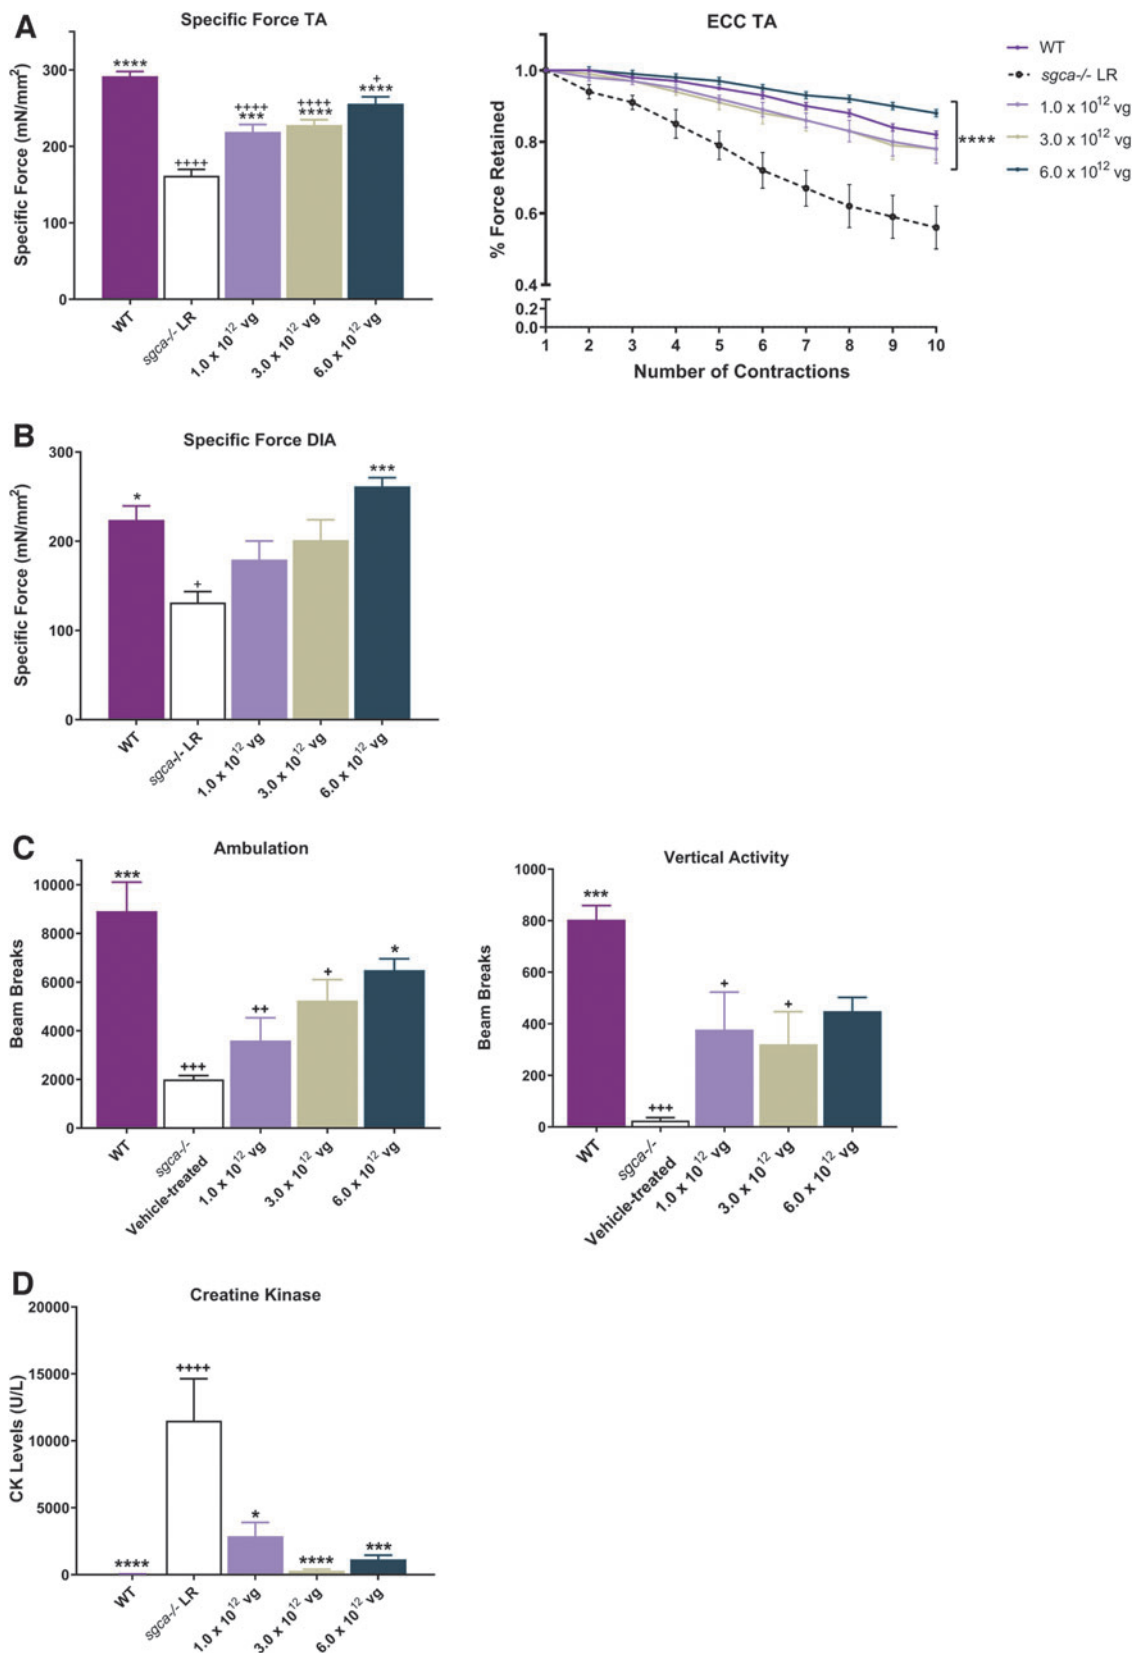 A
Specific Force TA
Specific Force (mN/mm²)
300
200
100
0
****
++++
++++
***
++++
****
+
****
WT
sgca-/- LR
1.0 x 10¹² vg
3.0 x 10¹² vg
6.0 x 10¹² vg
ECC TA
% Force Retained
1.0
0.8
0.6
0.4
0.2
0.0
1 2 3 4 5 6 7 8 9 10
Number of Contractions
****
WT
sgca-/- LR
1.0 x 10¹² vg
3.0 x 10¹² vg
6.0 x 10¹² vg
B
Specific Force DIA
Specific Force (mN/mm²)
300
200
100
0
*
+
***
WT
sgca-/- LR
1.0 x 10¹² vg
3.0 x 10¹² vg
6.0 x 10¹² vg
C
Ambulation
Beam Breaks
10000
8000
6000
4000
2000
0
***
+++
++
+
*
WT
sgca-/-
Vehicle-treated
1.0 x 10¹² vg
3.0 x 10¹² vg
6.0 x 10¹² vg
Vertical Activity
Beam Breaks
1000
800
600
400
200
0
***
+++
+
+
WT
sgca-/-
Vehicle-treated
1.0 x 10¹² vg
3.0 x 10¹² vg
6.0 x 10¹² vg
D
Creatine Kinase
CK Levels (U/L)
20000
15000
10000
5000
0
****
++++
*
****
***
WT
sgca-/- LR
1.0 x 10¹² vg
3.0 x 10¹² vg
6.0 x 10¹² vg